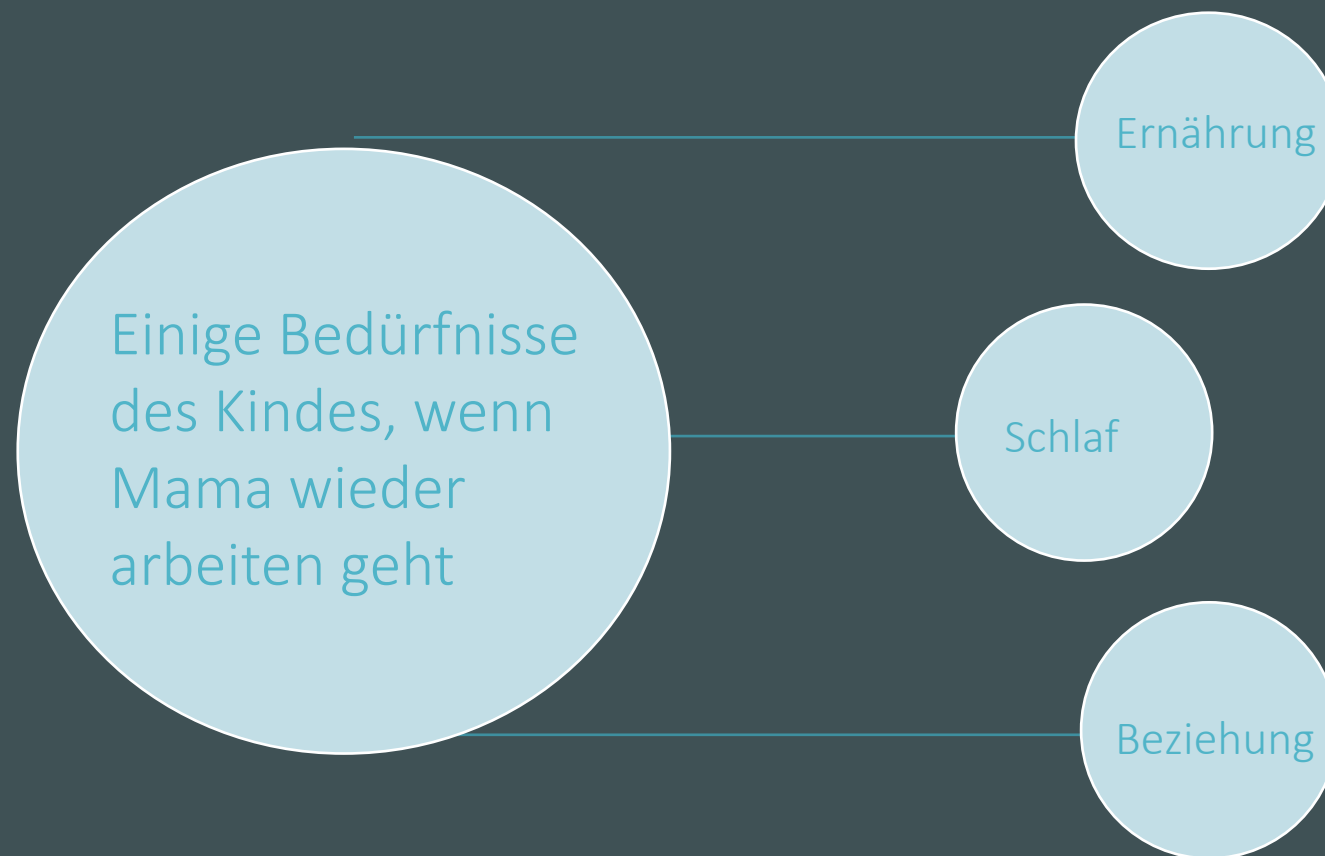 Ernährung
Einige Bedürfnisse
des Kindes, wenn
Mama wieder
arbeiten geht
Schlaf
Beziehung